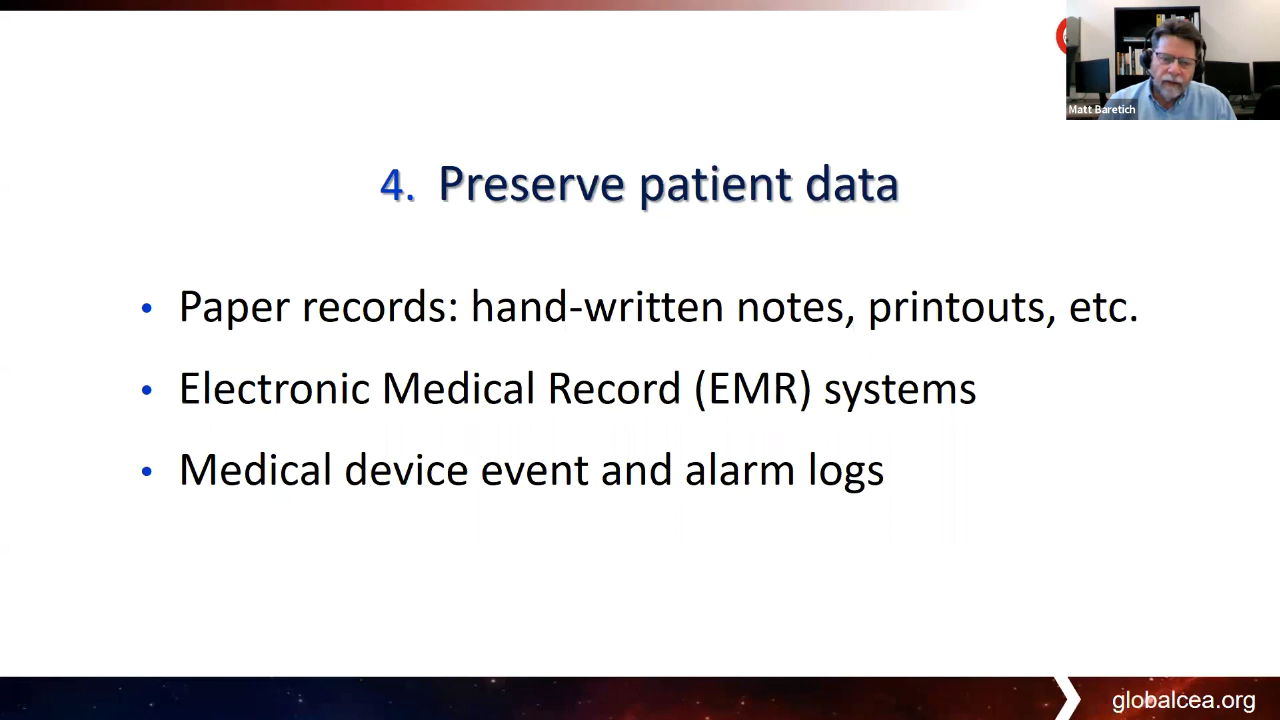 Matt Baretich
4. Preserve patient data
• Paper records: hand-written notes, printouts, etc.
• Electronic Medical Record (EMR) systems
• Medical device event and alarm logs
globalcea.org